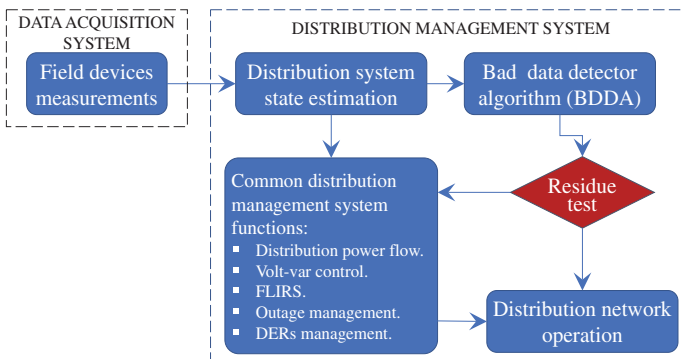 DATA ACQUISITION
SYSTEM
DISTRIBUTION MANAGEMENT SYSTEM
Field devices
measurements
Distribution system
state estimation
Bad data detector
algorithm (BDDA)
Residue
test
Common distribution
management system
functions:
▪ Distribution power flow.
▪ Volt-var control.
▪ FLIRS.
▪ Outage management.
▪ DERs management.
Distribution network
operation